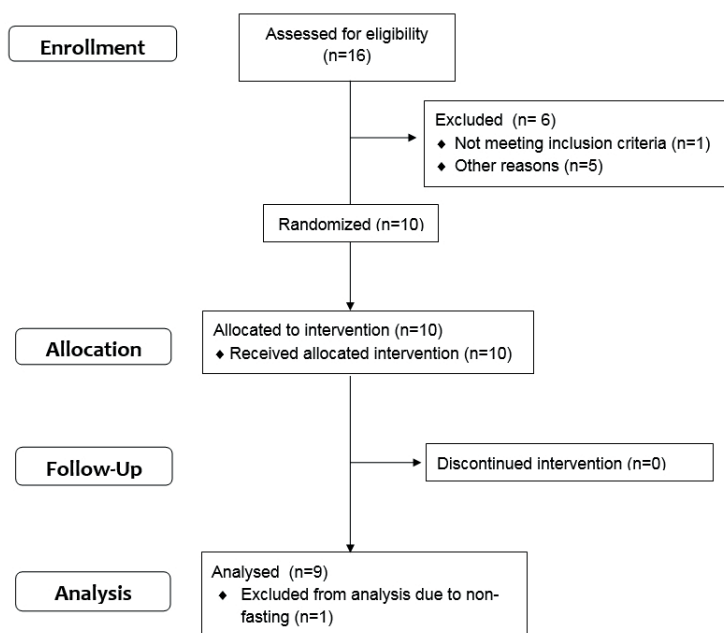 Enrollment
Assessed for eligibility
(n=16)
Excluded (n= 6)
♦ Not meeting inclusion criteria (n=1)
♦ Other reasons (n=5)
Randomized (n=10)
Allocation
Allocated to intervention (n=10)
♦ Received allocated intervention (n=10)
Follow-Up
Discontinued intervention (n=0)
Analysis
Analysed (n=9)
♦ Excluded from analysis due to non-
fasting (n=1)